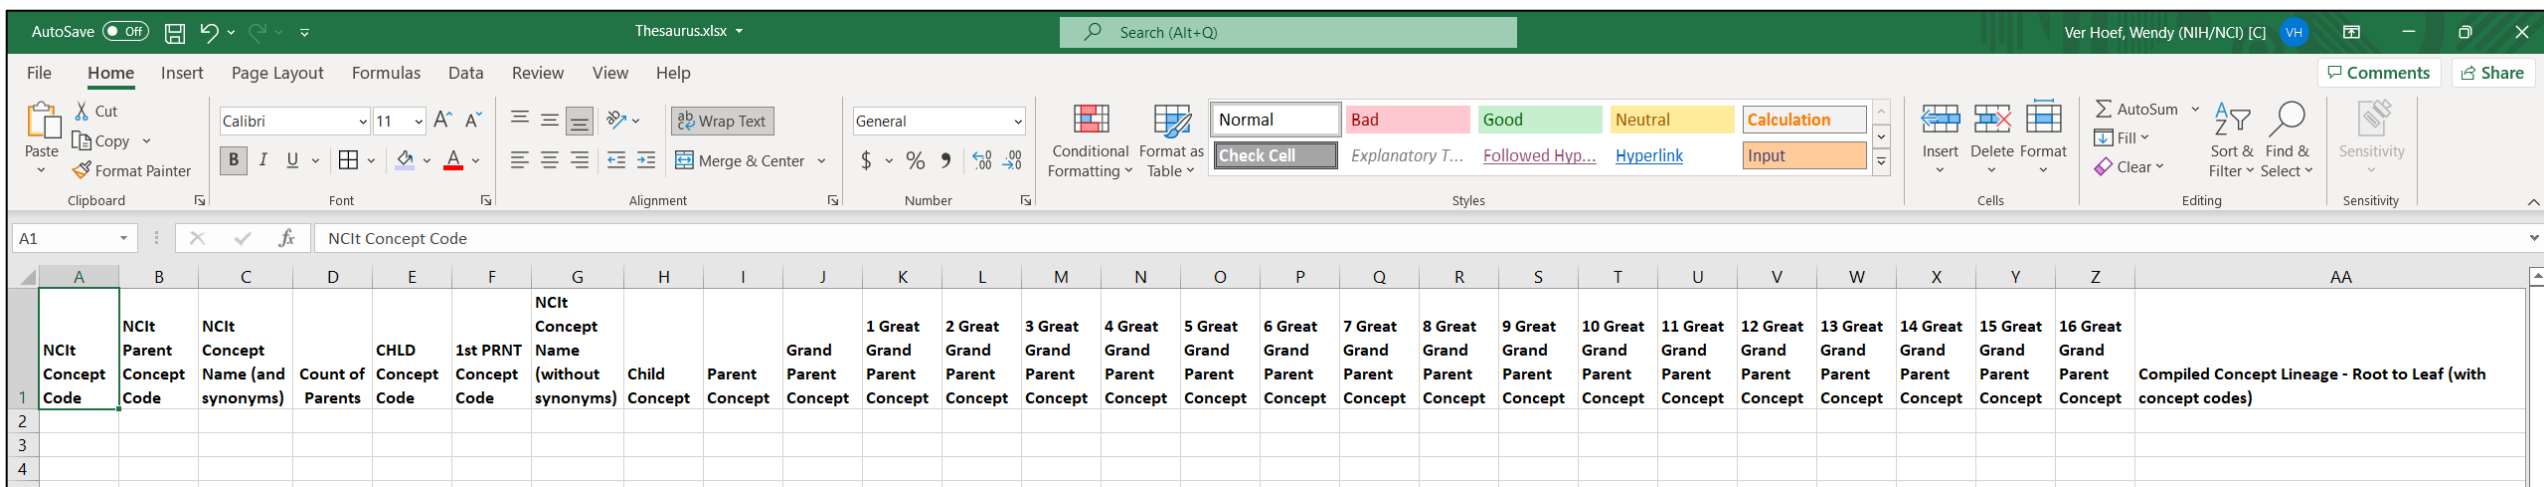 AutoSave Off Thesaurus.xlsx Search (Alt+Q) Ver Hoef, Wendy (NIH/NCI) [C] VH
File Home Insert Page Layout Formulas Data Review View Help Comments Share
Paste Cut Copy Format Painter Clipboard
Calibri 11 A^ A˅ B I U A Font
ab Wrap Text Merge & Center Alignment
General $ % 9 Number
Conditional Formatting Format as Table Normal Bad Good Neutral Calculation
Check Cell Explanatory T... Followed Hyp... Hyperlink Input Styles
Insert Delete Format Cells
AutoSum Fill Clear Sort & Filter Find & Select Editing
Sensitivity Sensitivity
A1 fx NCIt Concept Code
A B C D E F G H I J K L M N O P Q R S T U V W X Y Z AA
1
NCIt Concept Code
NCIt Parent Concept Code
NCIt Concept Name (and synonyms)
Count of Parents
CHLD Concept Code
1st PRNT Concept Code
NCIt Concept Name (without synonyms)
Child Concept
Parent Concept
Grand Parent Concept
1 Great Grand Parent Concept
2 Great Grand Parent Concept
3 Great Grand Parent Concept
4 Great Grand Parent Concept
5 Great Grand Parent Concept
6 Great Grand Parent Concept
7 Great Grand Parent Concept
8 Great Grand Parent Concept
9 Great Grand Parent Concept
10 Great Grand Parent Concept
11 Great Grand Parent Concept
12 Great Grand Parent Concept
13 Great Grand Parent Concept
14 Great Grand Parent Concept
15 Great Grand Parent Concept
16 Great Grand Parent Concept
Compiled Concept Lineage - Root to Leaf (with concept codes)
2
3
4